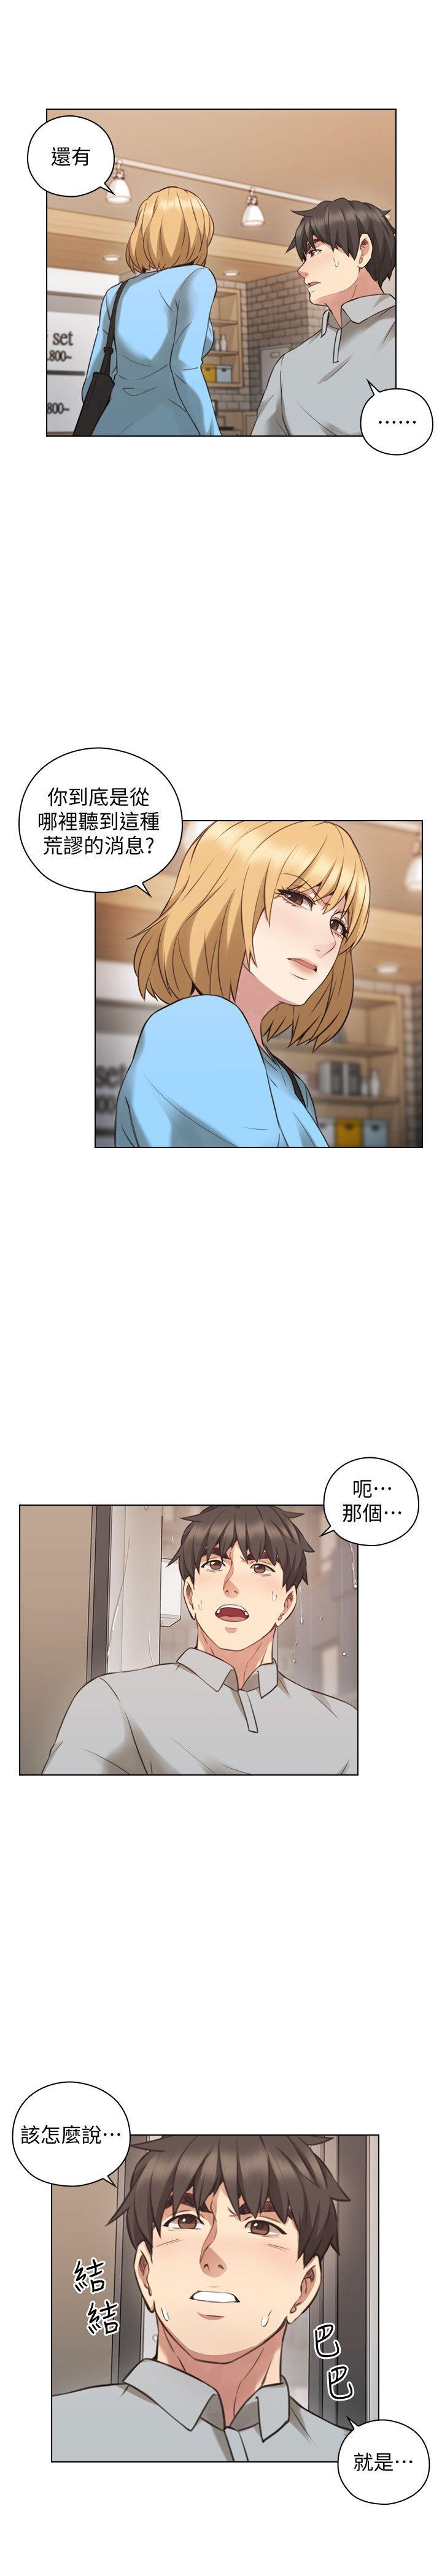 還有
set
.800~
800~
……
你到底是從
哪裡聽到這種
荒謬的消息?
set
呃…
那個…
該怎麼說…
結
結
巴
巴
就是…